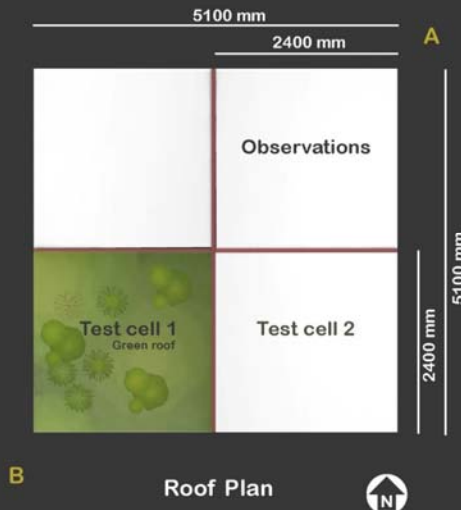 5100 mm
2400 mm
A
Observations
Test cell 1
Green roof
Test cell 2
2400 mm
5100 mm
B
Roof Plan
N